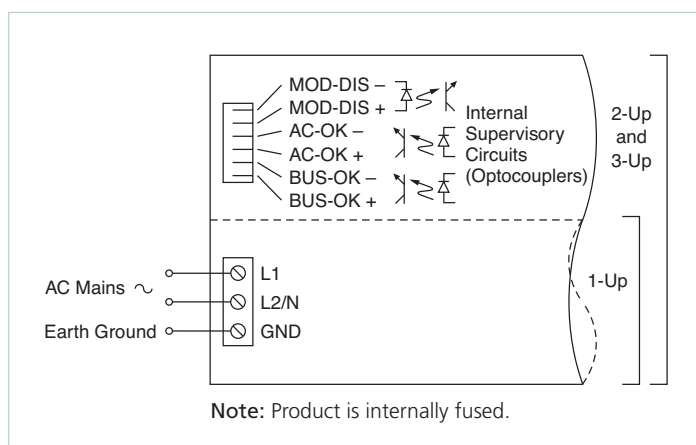 MOD-DIS –
MOD-DIS +
AC-OK –
AC-OK +
BUS-OK –
BUS-OK +
Internal
Supervisory
Circuits
(Optocouplers)
2-Up
and
3-Up
1-Up
AC Mains ∼
Earth Ground
L1
L2/N
GND
Note: Product is internally fused.